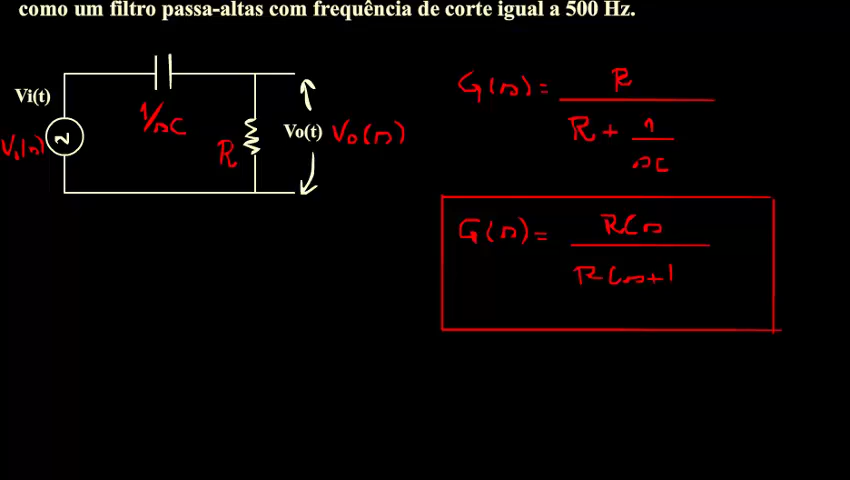 como um filtro passa-altas com frequência de corte igual a 500 Hz.
Vi(t)
Vi(s)
1/sC
R
Vo(t) Vo(s)
G(s) = R / (R + 1/sC)
G(s) = RCs / (RCs+1)